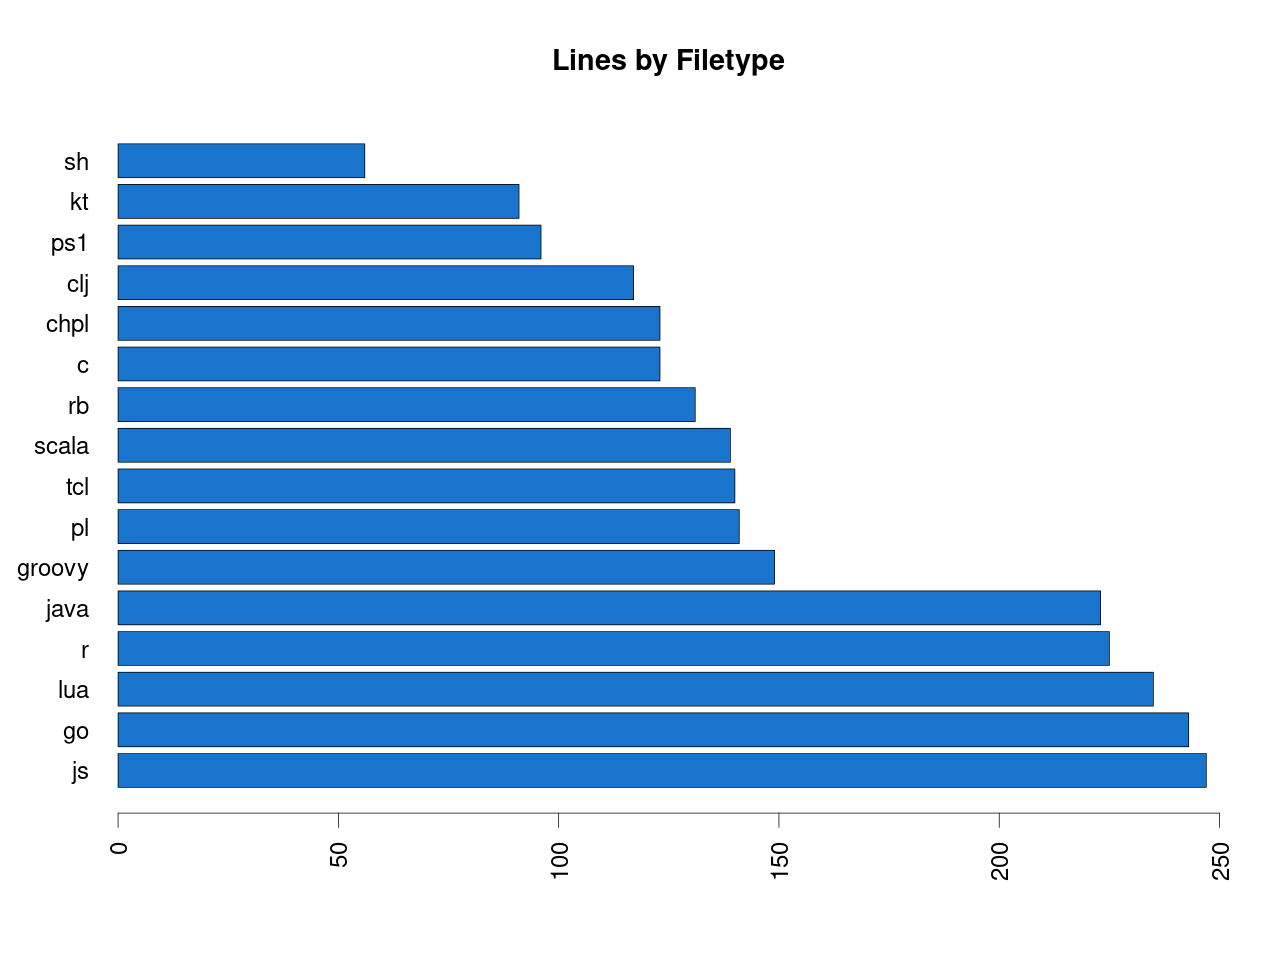 Lines by Filetype
sh
kt
ps1
clj
chpl
c
rb
scala
tcl
pl
groovy
java
r
lua
go
js
0
50
100
150
200
250